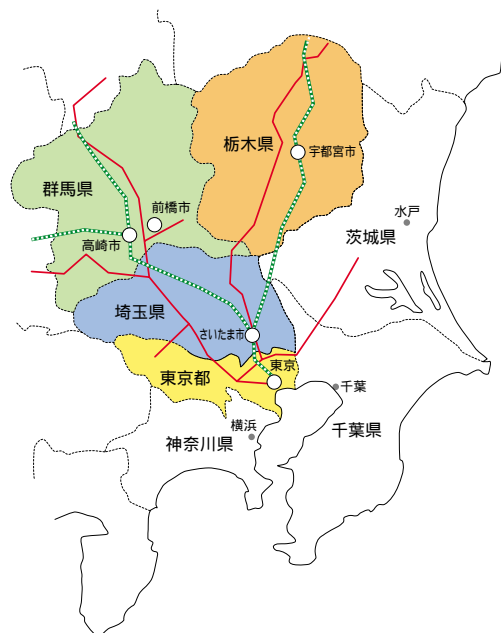 栃木県
宇都宮市
群馬県
前橋市
水戸
茨城県
高崎市
埼玉県
さいたま市
東京
東京都
千葉
横浜
千葉県
神奈川県